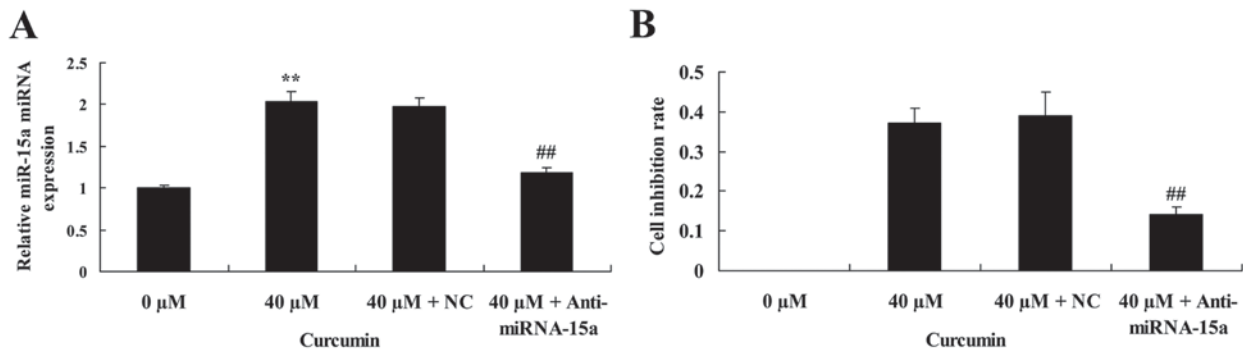 A
Relative miR-15a miRNA
expression
2.5
2
1.5
1
0.5
0
**
##
0 μM
40 μM
40 μM + NC
40 μM + Anti-
miRNA-15a
Curcumin
B
Cell inhibition rate
0.5
0.4
0.3
0.2
0.1
0
##
0 μM
40 μM
40 μM + NC
40 μM + Anti-
miRNA-15a
Curcumin